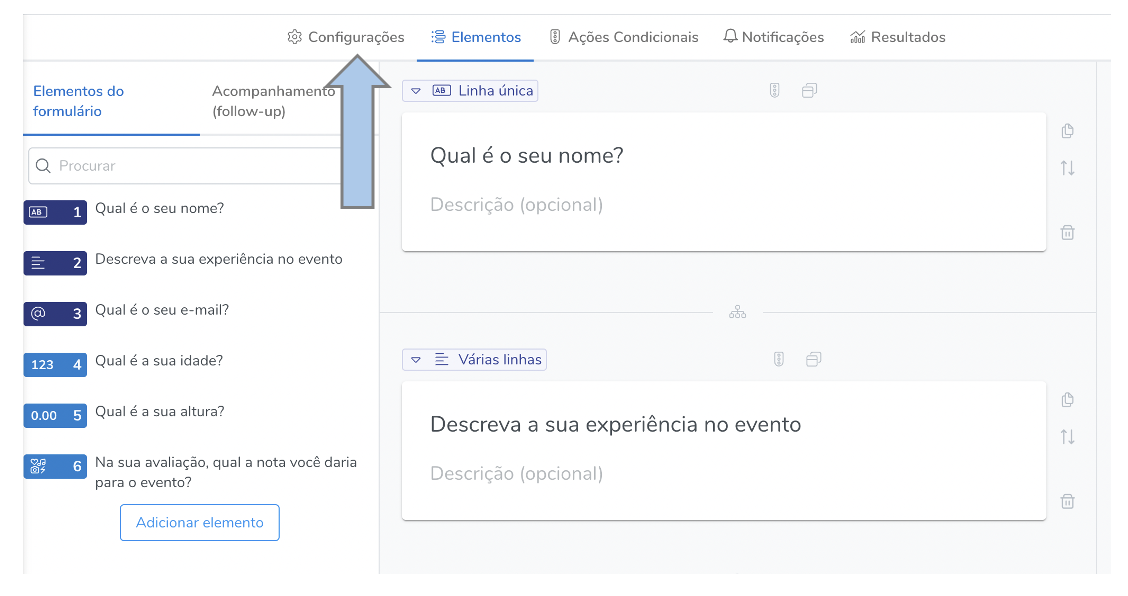 Configurações
Elementos
Ações Condicionais
Notificações
Resultados
Elementos do
formulário
Acompanhamento
(follow-up)
Procurar
AB 1 Qual é o seu nome?
2 Descreva a sua experiência no evento
@ 3 Qual é o seu e-mail?
123 4 Qual é a sua idade?
0.00 5 Qual é a sua altura?
6 Na sua avaliação, qual a nota você daria
para o evento?
Adicionar elemento
AB Linha única
Qual é o seu nome?
Descrição (opcional)
Várias linhas
Descreva a sua experiência no evento
Descrição (opcional)